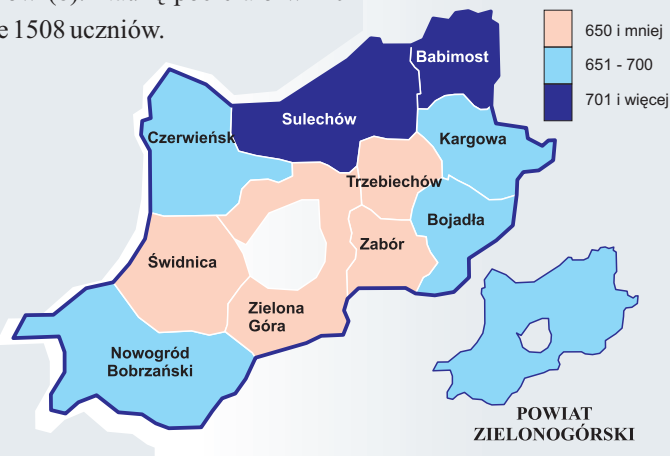 e 1508 uczniów.
650 i mniej
651 - 700
701 i więcej
Babimost
Sulechów
Czerwieńsk
Kargowa
Trzebiechów
Bojadła
Zabór
Świdnica
Zielona
Góra
Nowogród
Bobrzański
POWIAT
ZIELONOGÓRSKI